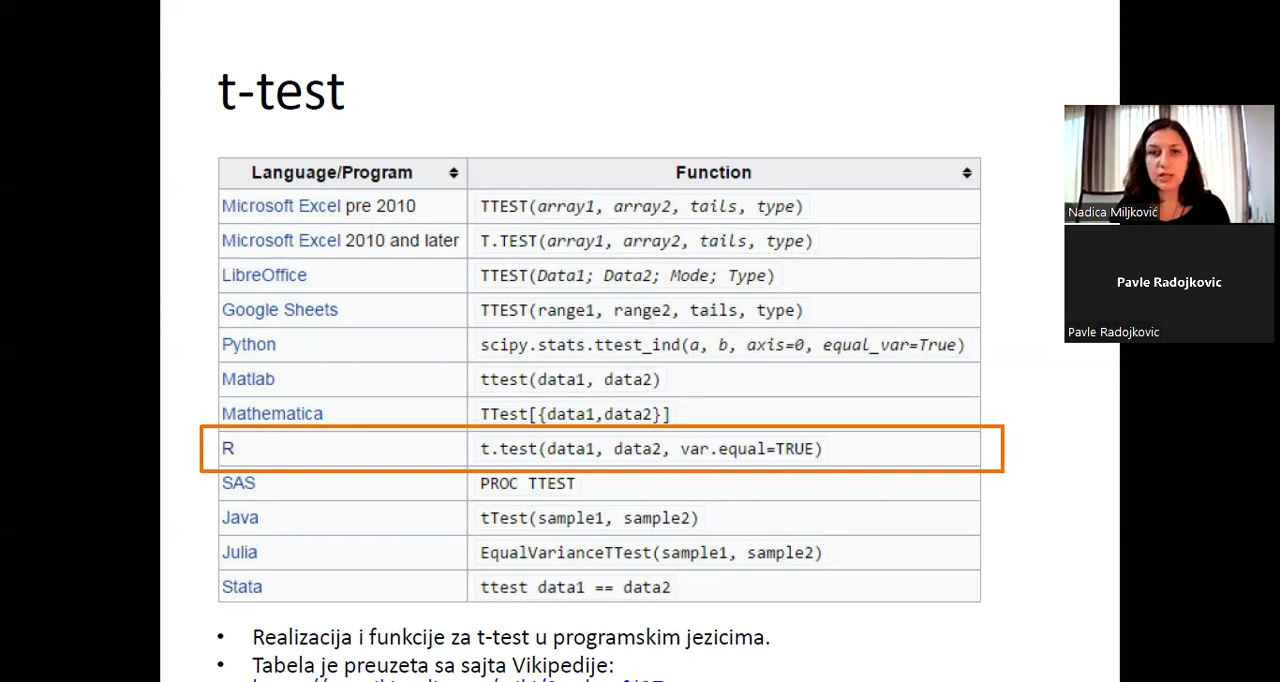 t-test
Language/Program Function
Microsoft Excel pre 2010 TTEST(array1, array2, tails, type)
Microsoft Excel 2010 and later T.TEST(array1, array2, tails, type)
LibreOffice TTEST(Data1; Data2; Mode; Type)
Google Sheets TTEST(range1, range2, tails, type)
Python scipy.stats.ttest_ind(a, b, axis=0, equal_var=True)
Matlab ttest(data1, data2)
Mathematica TTest[{data1,data2}]
R t.test(data1, data2, var.equal=TRUE)
SAS PROC TTEST
Java tTest(sample1, sample2)
Julia EqualVarianceTTest(sample1, sample2)
Stata ttest data1 == data2
• Realizacija i funkcije za t-test u programskim jezicima.
• Tabela je preuzeta sa sajta Vikipedije:
Nadica Miljković
Pavle Radojkovic
Pavle Radojkovic